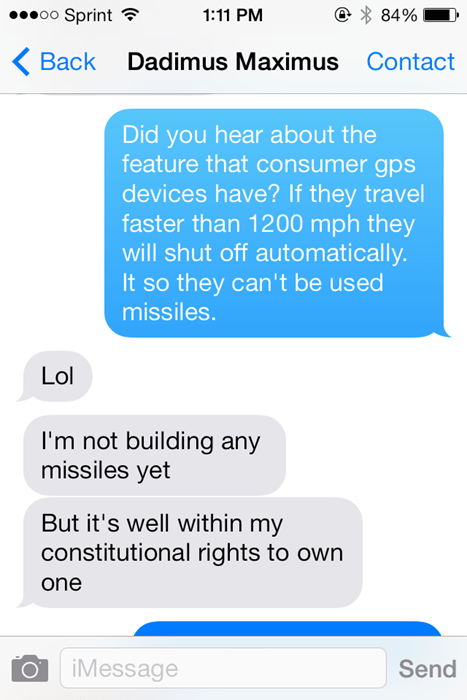 Sprint 1:11 PM 84%
Back Dadimus Maximus Contact
Did you hear about the
feature that consumer gps
devices have? If they travel
faster than 1200 mph they
will shut off automatically.
It so they can't be used
missiles.
Lol
I'm not building any
missiles yet
But it's well within my
constitutional rights to own
one
iMessage Send